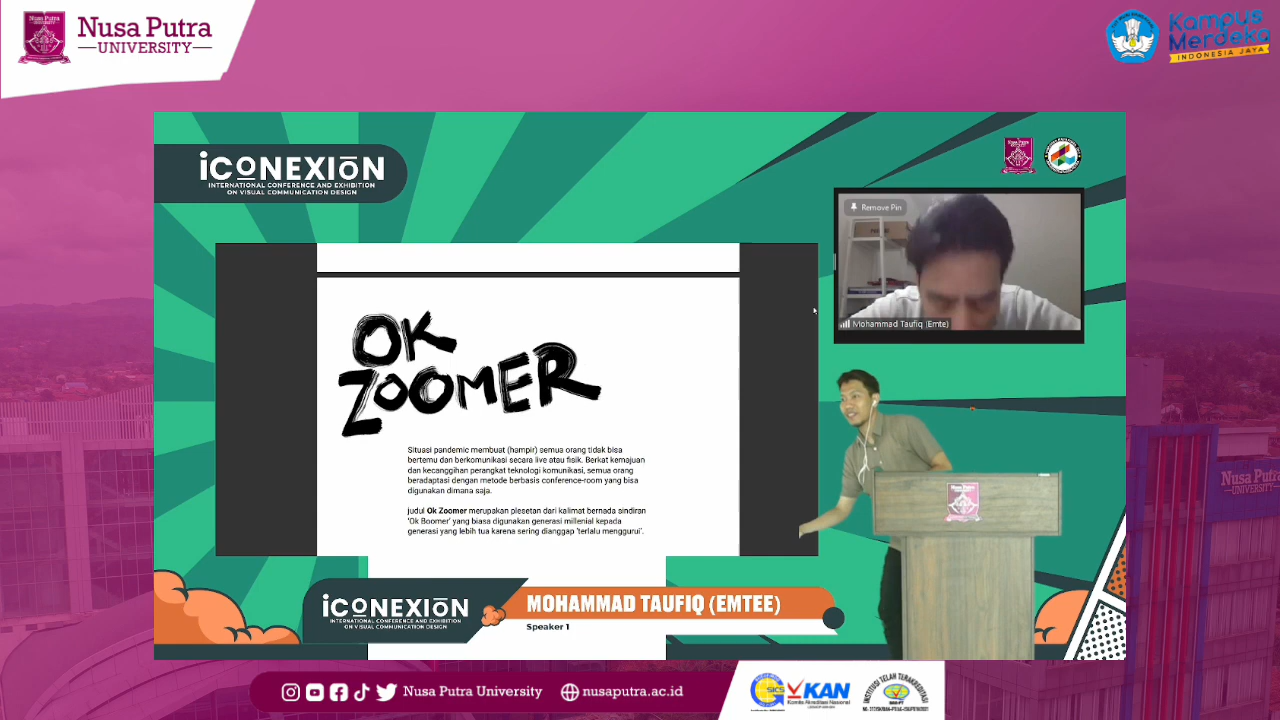 Nusa Putra
UNIVERSITY
Kampus
Merdeka
INDONESIA JAYA
iCONEXIōN
INTERNATIONAL CONFERENCE AND EXHIBITION
ON VISUAL COMMUNICATION DESIGN
Remove Pin
Mohammad Taufiq (Emte)
OK
ZOOMER
Situasi pandemic membuat (hampir) semua orang tidak bisa
bertemu dan berkomunikasi secara live atau fisik. Berkat kemajuan
dan kecanggihan perangkat teknologi komunikasi, semua orang
beradaptasi dengan metode berbasis conference-room yang bisa
digunakan dimana saja.
judul Ok Zoomer merupakan plesetan dari kalimat bernada sindiran
'Ok Boomer' yang biasa digunakan generasi millenial kepada
generasi yang lebih tua karena sering dianggap 'terlalu menggurui'.
Nusa Putra
iCONEXIōN
INTERNATIONAL CONFERENCE AND EXHIBITION
ON VISUAL COMMUNICATION DESIGN
MOHAMMAD TAUFIQ (EMTEE)
Speaker 1
Nusa Putra University
nusaputra.ac.id
SICS
KAN
Komite Akreditasi Nasional
INSTITUSI TELAH TERAKREDITASI